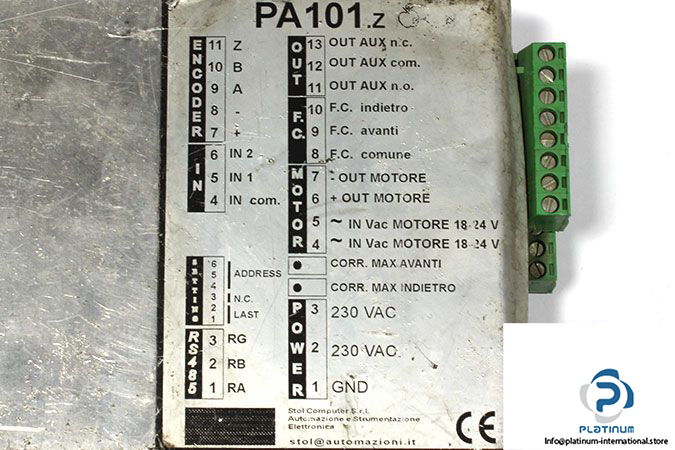 PA101.z
ENCODER
11 Z
10 B
9 A
8 -
7 +
IN
6 IN 2
5 IN 1
4 IN com.
SETTING
6
5 ADDRESS
4
3 N.C.
2
1 LAST
RS485
3 RG
2 RB
1 RA
OUT
13 OUT AUX n.c.
12 OUT AUX com.
11 OUT AUX n.o.
F.C.
10 F.C. indietro
9 F.C. avanti
8 F.C. comune
MOTOR
7 - OUT MOTORE
6 + OUT MOTORE
5 ~ IN Vac MOTORE 18-24 V
4 ~ IN Vac MOTORE 18-24 V
CORR. MAX AVANTI
CORR. MAX INDIETRO
POWER
3 230 VAC
2 230 VAC
1 GND
Stol Computer S.r.l.
Automazione e Strumentazione
Elettronica
stol@automazioni.it
CE
PLATINUM
Info@platinum-international.store